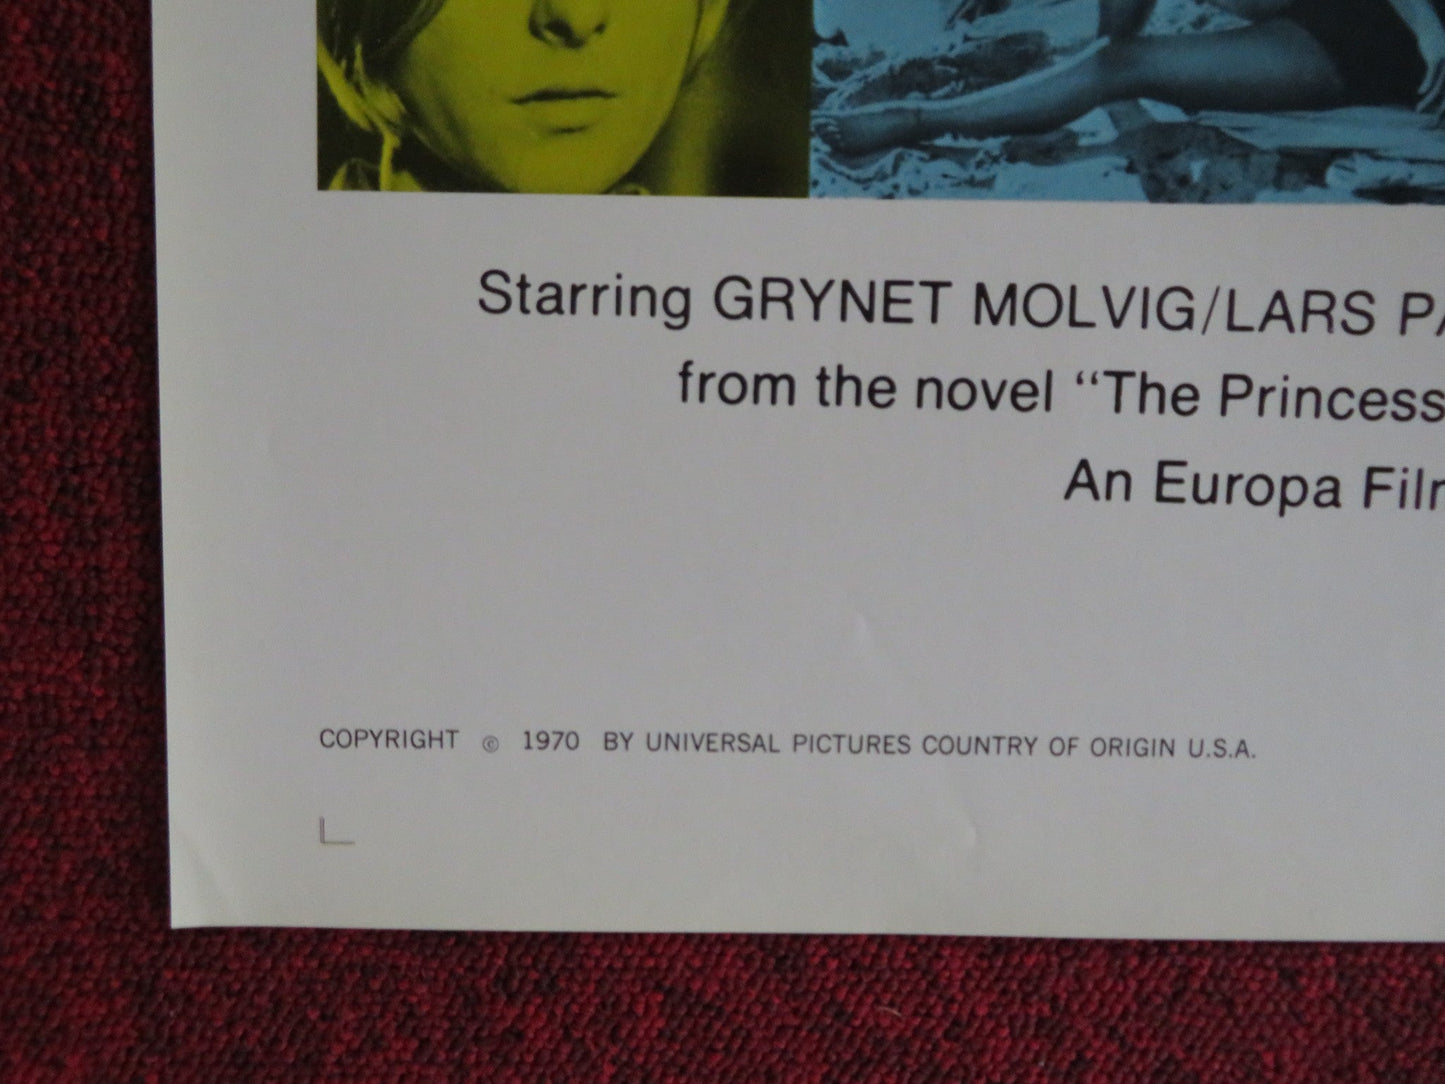 Starring GRYNET MOLVIG/LARS
from the novel “The Princess
An Europa
COPYRIGHT © 1970 BY UNIVERSAL PICTURES COUNTRY OF ORIGIN U.S.A.